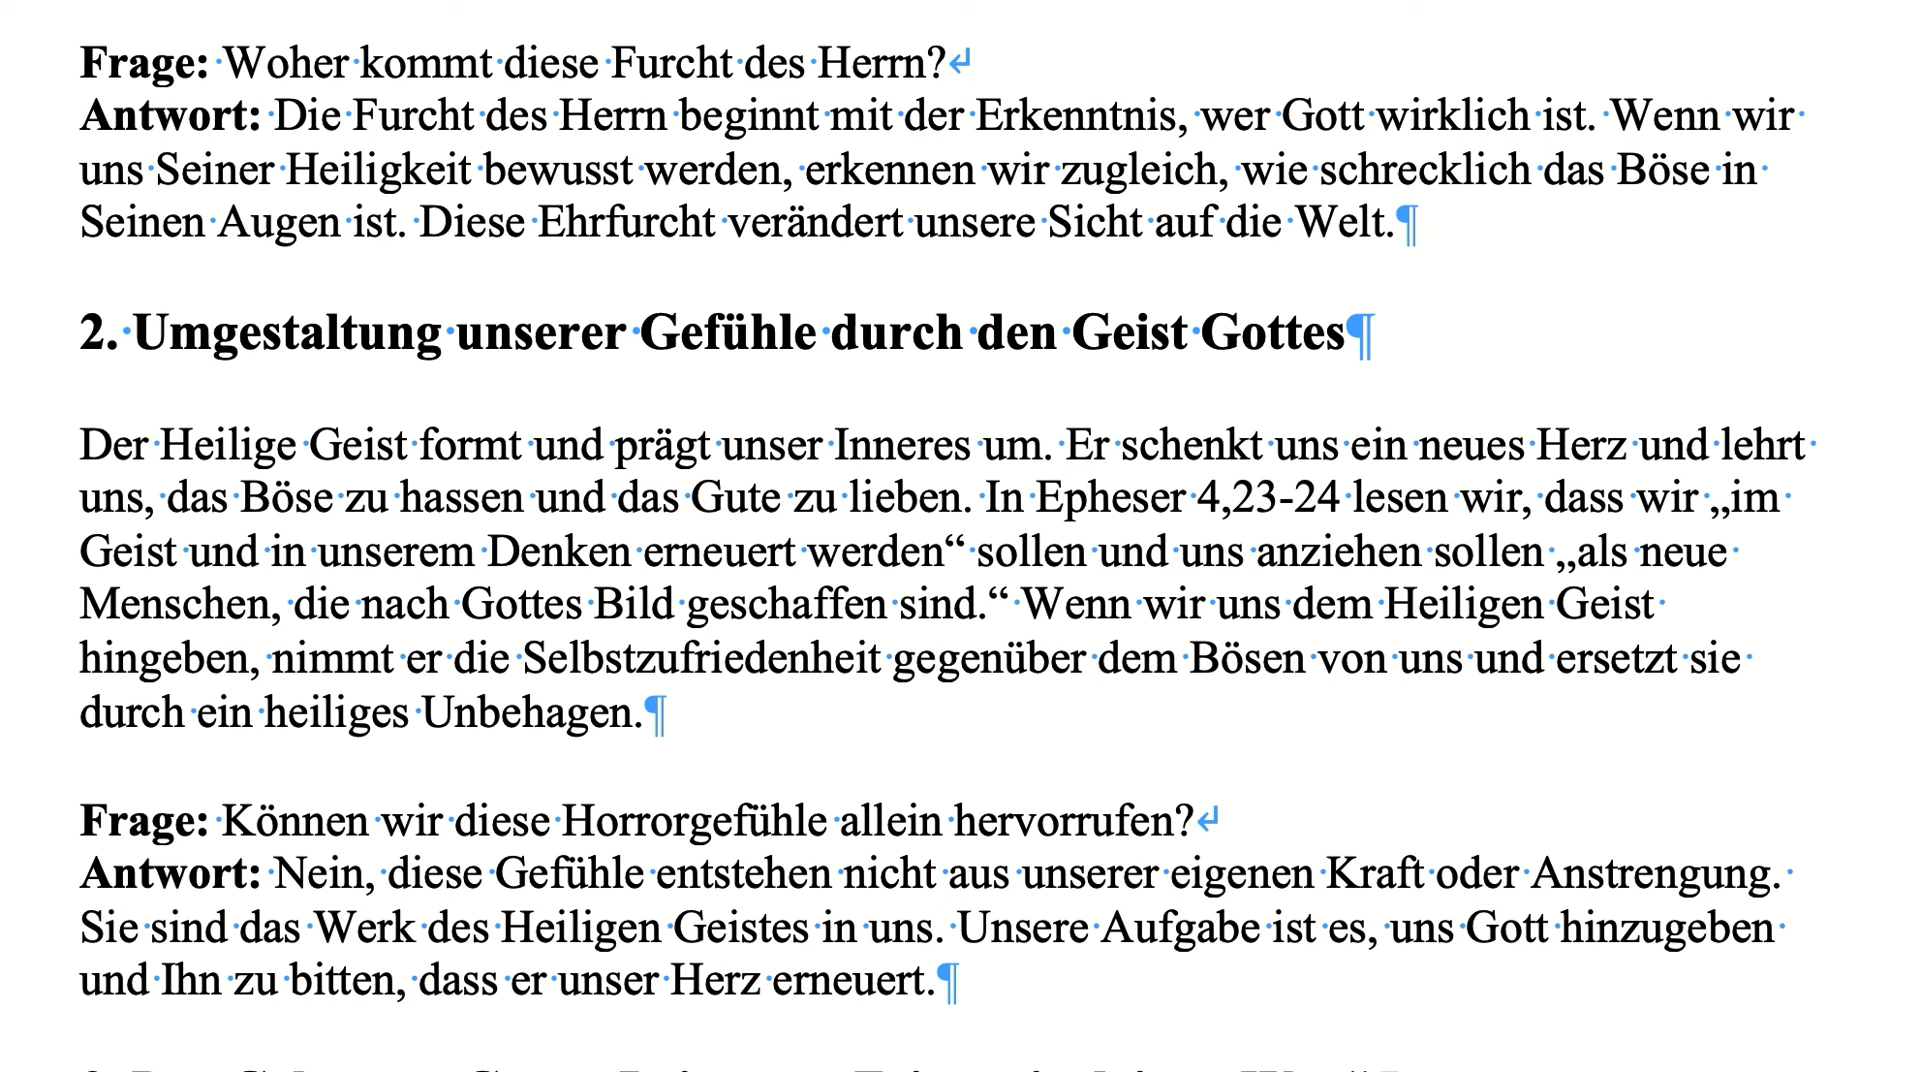 Frage: Woher kommt diese Furcht des Herrn?
Antwort: Die Furcht des Herrn beginnt mit der Erkenntnis, wer Gott wirklich ist. Wenn wir
uns Seiner Heiligkeit bewusst werden, erkennen wir zugleich, wie schrecklich das Böse in
Seinen Augen ist. Diese Ehrfurcht verändert unsere Sicht auf die Welt.¶
2. Umgestaltung unserer Gefühle durch den Geist Gottes¶
Der Heilige Geist formt und prägt unser Inneres um. Er schenkt uns ein neues Herz und lehrt
uns, das Böse zu hassen und das Gute zu lieben. In Epheser 4,23-24 lesen wir, dass wir „im
Geist und in unserem Denken erneuert werden“ sollen und uns anziehen sollen „als neue
Menschen, die nach Gottes Bild geschaffen sind.“ Wenn wir uns dem Heiligen Geist
hingeben, nimmt er die Selbstzufriedenheit gegenüber dem Bösen von uns und ersetzt sie
durch ein heiliges Unbehagen.¶
Frage: Können wir diese Horrorgefühle allein hervorrufen?
Antwort: Nein, diese Gefühle entstehen nicht aus unserer eigenen Kraft oder Anstrengung.
Sie sind das Werk des Heiligen Geistes in uns. Unsere Aufgabe ist es, uns Gott hinzugeben
und Ihn zu bitten, dass er unser Herz erneuert.¶